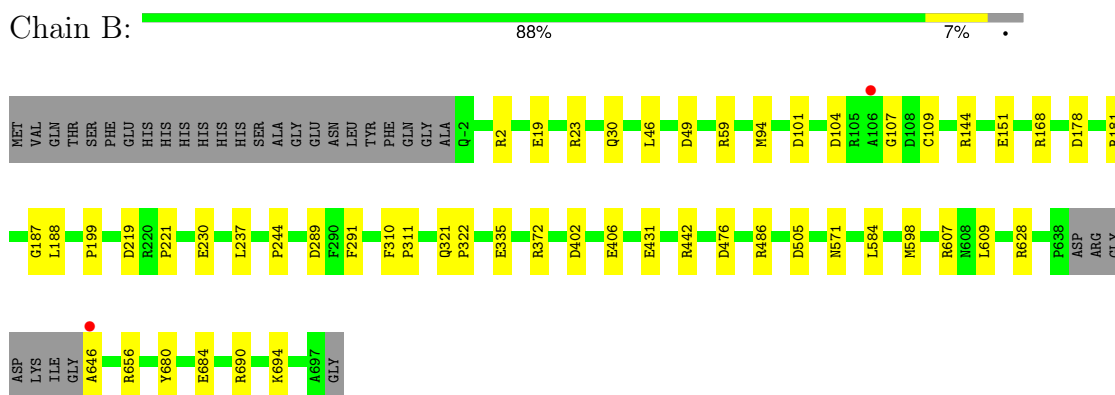 Chain B:
88% 7% •
MET VAL GLN THR SER PHE GLU HIS HIS HIS HIS HIS HIS SER ALA GLY GLU ASN LEU TYR PHE GLN GLY ALA Q-2 R2 E19 R23 Q30 L46 D49 R59 M94 D101 D104 R105 A106 G107 D108 C109 R144 E151 R168 D178 R181
G187 L188 P199 D219 R220 P221 E230 L237 P244 D289 F290 F291 F310 P311 Q321 P322 E335 R372 D402 E406 E431 R442 D476 R486 D505 N571 L584 M598 R607 N608 L609 R628 P638 ASP ARG GLY
ASP LYS ILE GLY A646 R656 Y680 E684 R690 K694 A697 GLY